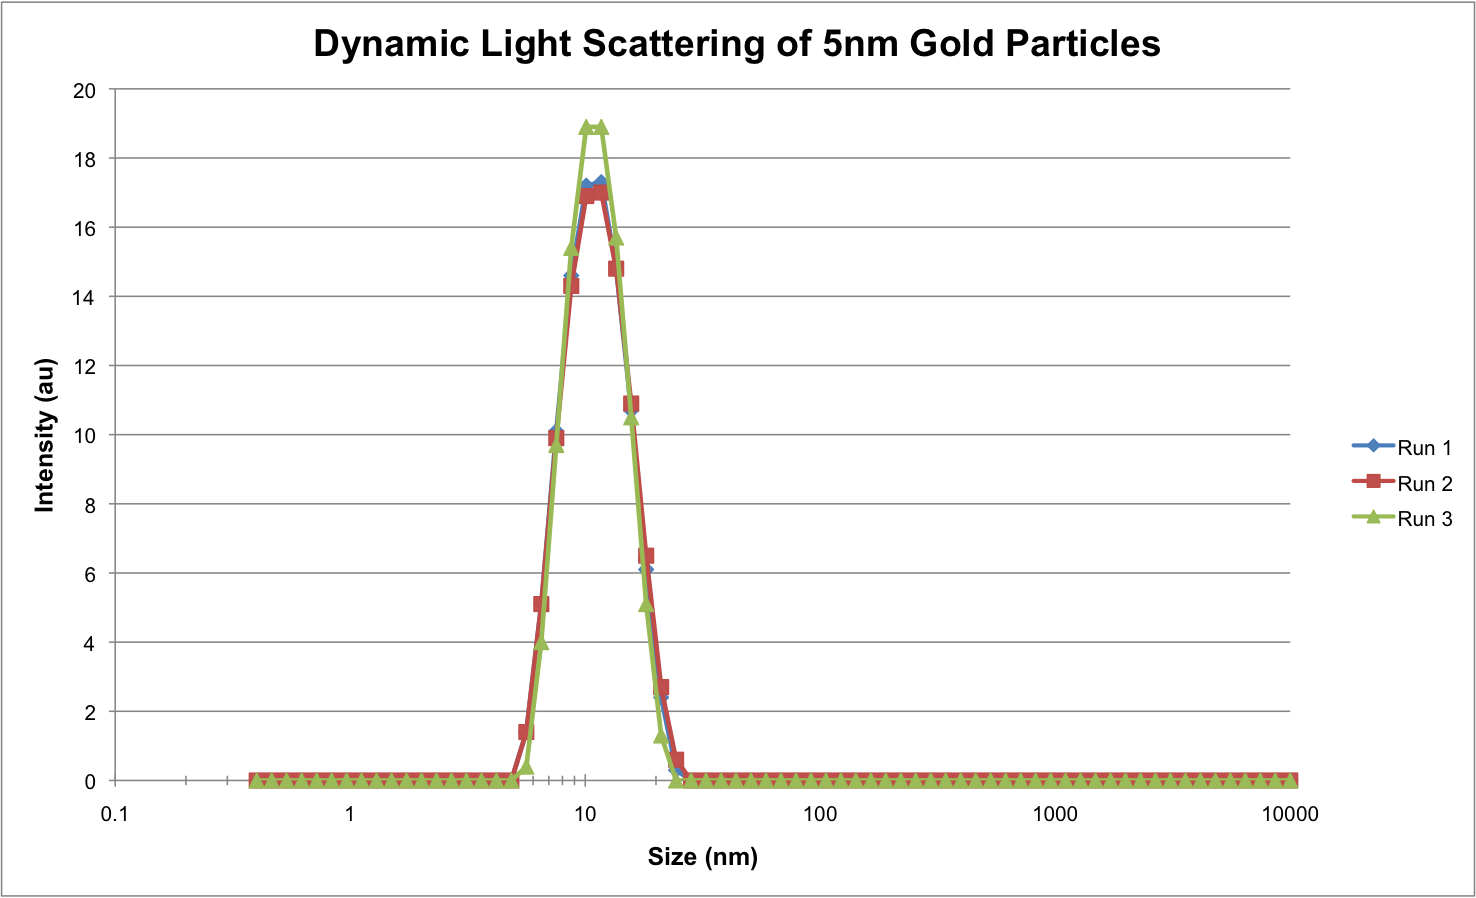 Dynamic Light Scattering of 5nm Gold Particles
20
18
16
14
12
10
8
6
4
2
0
Intensity (au)
0.1 1 10 100 1000 10000
Size (nm)
Run 1
Run 2
Run 3